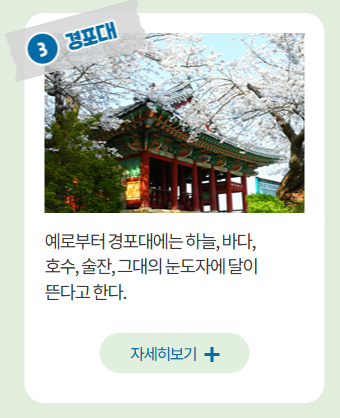 3 경포대
예로부터 경포대에는 하늘, 바다,
호수, 술잔, 그대의 눈도자에 달이
뜬다고 한다.
자세히보기 +